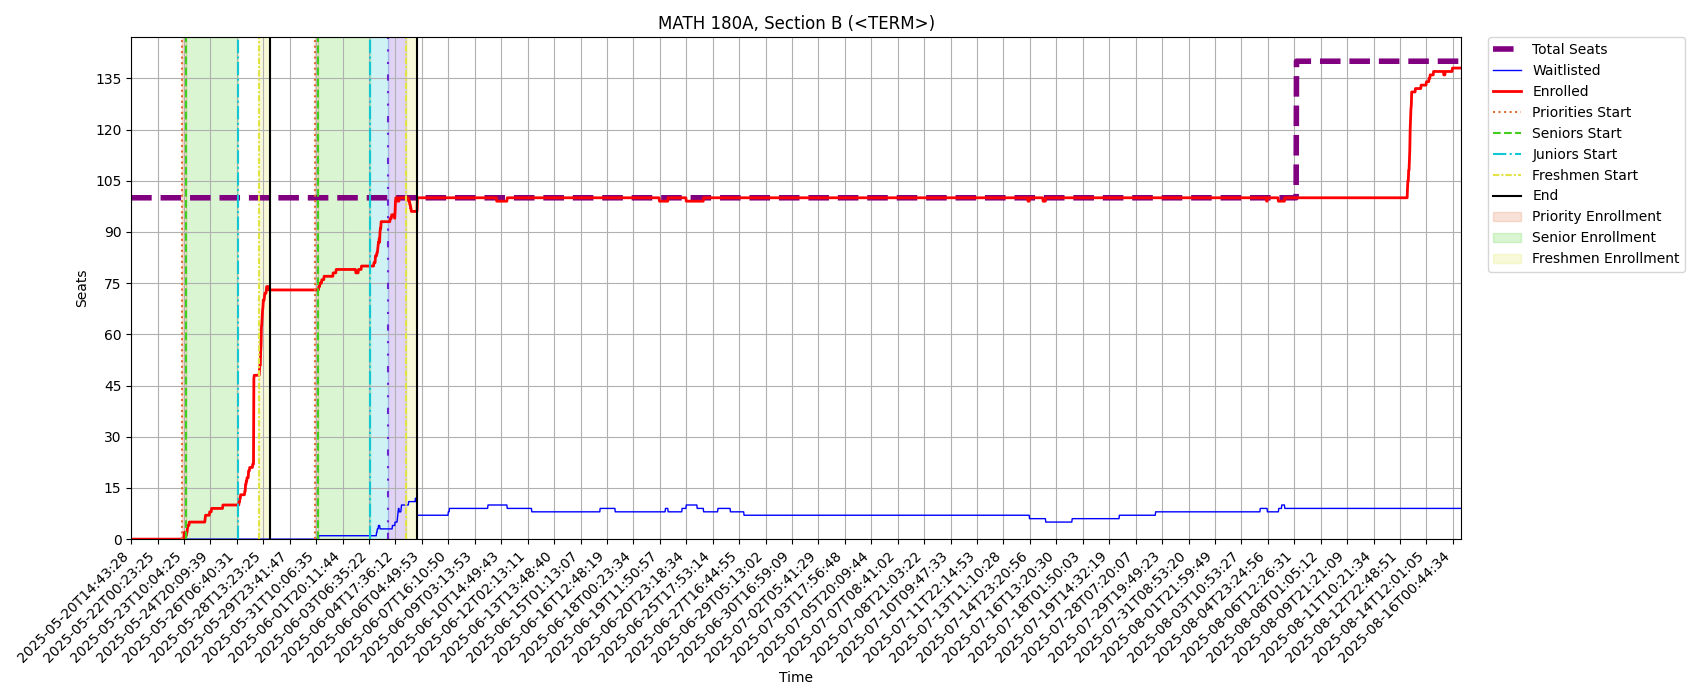 MATH 180A, Section B (<TERM>)
Seats
135
120
105
90
75
60
45
30
15
0
2025-05-20T14:43:28
2025-05-22T00:23:25
2025-05-23T10:04:25
2025-05-24T20:09:39
2025-05-26T06:40:31
2025-05-28T13:23:25
2025-05-29T23:41:47
2025-05-31T10:06:35
2025-06-01T20:11:44
2025-06-03T06:35:22
2025-06-04T17:36:12
2025-06-06T04:49:53
2025-06-07T16:10:50
2025-06-09T03:13:53
2025-06-10T14:49:43
2025-06-12T02:13:11
2025-06-13T13:48:40
2025-06-15T01:13:07
2025-06-16T12:48:19
2025-06-18T00:23:34
2025-06-19T11:50:57
2025-06-20T23:18:34
2025-06-25T17:53:14
2025-06-27T16:44:55
2025-06-29T05:13:02
2025-06-30T16:59:09
2025-07-02T05:41:29
2025-07-03T17:56:48
2025-07-05T20:09:44
2025-07-07T08:41:02
2025-07-08T21:03:22
2025-07-10T09:47:33
2025-07-11T22:14:53
2025-07-13T11:10:28
2025-07-14T23:20:56
2025-07-16T13:20:30
2025-07-18T01:50:03
2025-07-19T14:32:19
2025-07-28T07:20:07
2025-07-29T19:49:23
2025-07-31T08:53:20
2025-08-01T21:59:49
2025-08-03T10:53:27
2025-08-04T23:24:56
2025-08-06T12:26:31
2025-08-08T01:05:12
2025-08-09T21:21:09
2025-08-11T10:21:34
2025-08-12T22:48:51
2025-08-14T12:01:05
2025-08-16T00:44:34
Time
Total Seats
Waitlisted
Enrolled
Priorities Start
Seniors Start
Juniors Start
Freshmen Start
End
Priority Enrollment
Senior Enrollment
Freshmen Enrollment